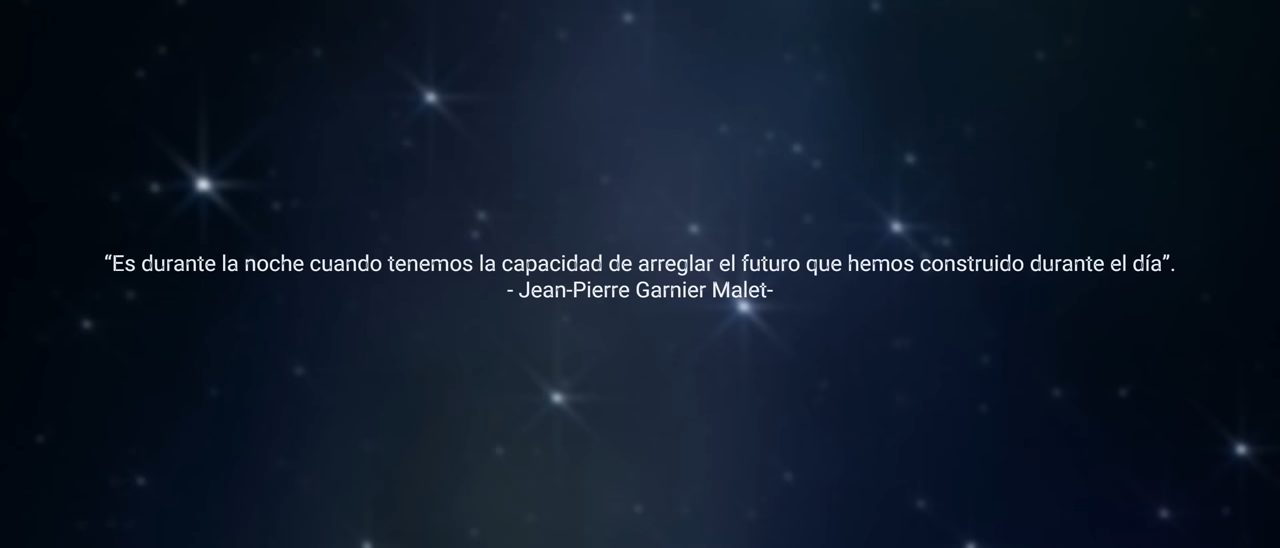 “Es durante la noche cuando tenemos la capacidad de arreglar el futuro que hemos construido durante el día”.
- Jean-Pierre Garnier Malet-